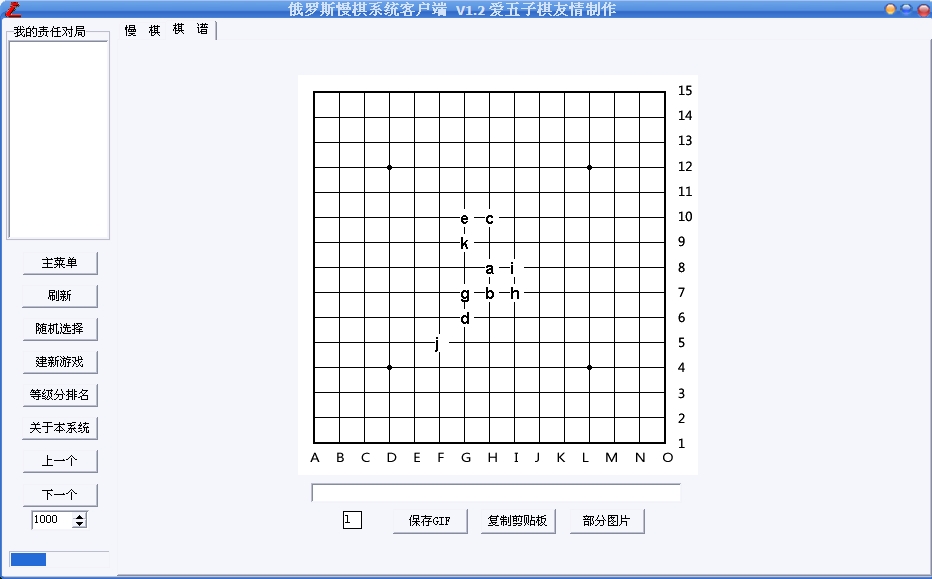 俄罗斯慢棋系统客户端 V1.2 爱五子棋友情制作
我的责任对局
慢 棋 棋 谱
15
14
13
12
11
e c 10
k 9
a i 8
g b h 7
d 6
j 5
4
3
2
1
A B C D E F G H I J K L M N O
主菜单
刷新
随机选择
建新游戏
等级分排名
关于本系统
上一个
下一个
1000
1
保存GIF
复制剪贴板
部分图片